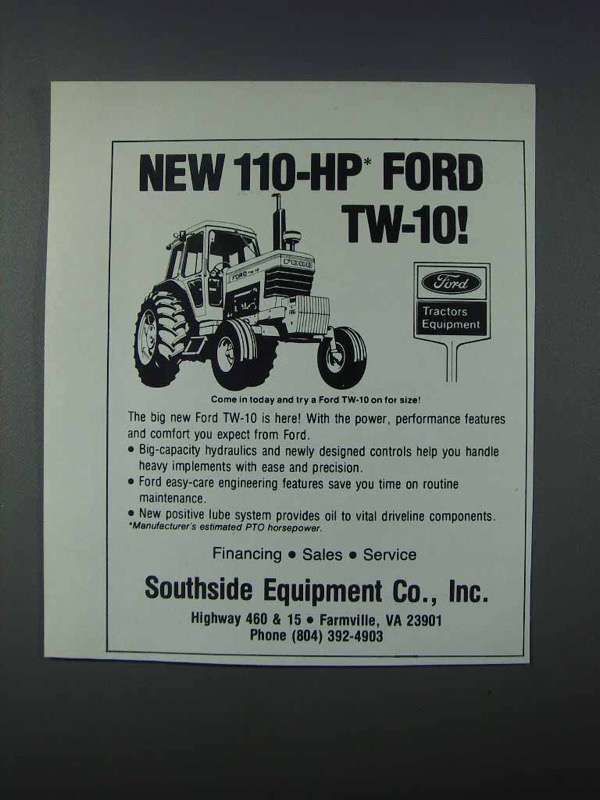 NEW 110-HP* FORD
TW-10!
FORD TW-10
FORD
Ford
Tractors
Equipment
Come in today and try a Ford TW-10 on for size!
The big new Ford TW-10 is here! With the power, performance features
and comfort you expect from Ford.
● Big-capacity hydraulics and newly designed controls help you handle
heavy implements with ease and precision.
● Ford easy-care engineering features save you time on routine
maintenance.
● New positive lube system provides oil to vital driveline components.
*Manufacturer's estimated PTO horsepower.
Financing ● Sales ● Service
Southside Equipment Co., Inc.
Highway 460 & 15 ● Farmville, VA 23901
Phone (804) 392-4903